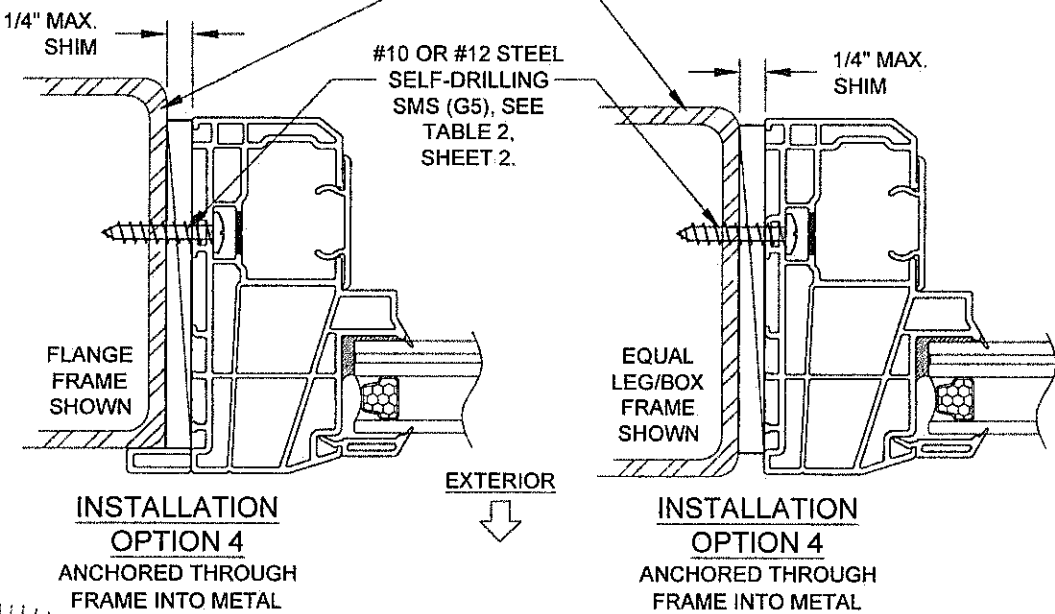 1/4" MAX.
SHIM
#10 OR #12 STEEL
SELF-DRILLING
SMS (G5), SEE
TABLE 2,
SHEET 2.
1/4" MAX.
SHIM
FLANGE
FRAME
SHOWN
EQUAL
LEG/BOX
FRAME
SHOWN
EXTERIOR
INSTALLATION
OPTION 4
ANCHORED THROUGH
FRAME INTO METAL
INSTALLATION
OPTION 4
ANCHORED THROUGH
FRAME INTO METAL